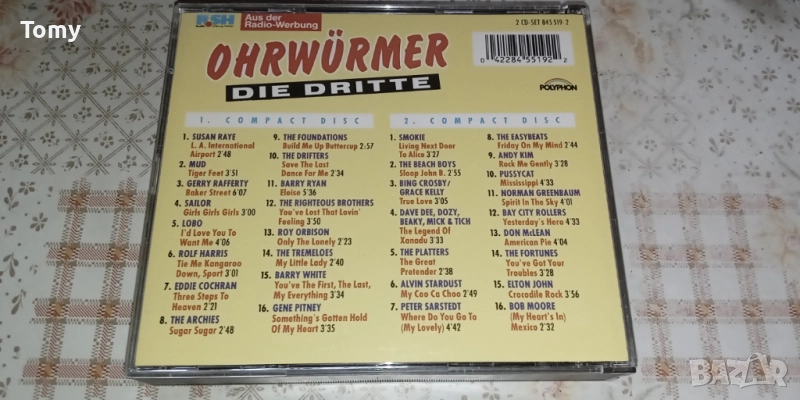 Tomy
R.SH
Aus der
Radio-Werbung
2 CD-SET 845 519-2
OHRWÜRMER
DIE DRITTE
0 42284 55192 2
POLYPHON
1. COMPACT DISC
1. SUSAN RAYE
L. A. International
Airport 2'48
2. MUD
Tiger Feet 3'51
3. GERRY RAFFERTY
Baker Street 6'07
4. SAILOR
Girls Girls Girls 3'00
5. LOBO
I'd Love You To
Want Me 4'06
6. ROLF HARRIS
Tie Me Kangaroo
Down, Sport 3'01
7. EDDIE COCHRAN
Three Steps To
Heaven 2'21
8. THE ARCHIES
Sugar Sugar 2'48
9. THE FOUNDATIONS
Build Me Up Buttercup 2:57
10. THE DRIFTERS
Save The Last
Dance For Me 2'34
11. BARRY RYAN
Eloise 5'36
12. THE RIGHTEOUS BROTHERS
You've Lost That Lovin'
Feeling 3'50
13. ROY ORBISON
Only The Lonely 2'23
14. THE TREMELOES
My Little Lady 2'40
15. BARRY WHITE
You've The First, The Last,
My Everything 3'34
16. GENE PITNEY
Something's Gotten Hold
Of My Heart 3'35
2. COMPACT DISC
1. SMOKIE
Living Next Door
To Alice 3'27
2. THE BEACH BOYS
Sloop John B. 2'55
3. BING CROSBY/
GRACE KELLY
True Love 3'05
4. DAVE DEE, DOZY,
BEAKY, MICK & TICH
The Legend Of
Xanadu 3'33
5. THE PLATTERS
The Great
Pretender 2'38
6. ALVIN STARDUST
My Coo Ca Choo 2'49
7. PETER SARSTEDT
Where Do You Go To
(My Lovely) 4'42
8. THE EASYBEATS
Friday On My Mind 2'44
9. ANDY KIM
Rock Me Gently 3'28
10. PUSSYCAT
Mississippi 4'33
11. NORMAN GREENBAUM
Spirit In The Sky 4'01
12. BAY CITY ROLLERS
Yesterday's Hero 4'33
13. DON McLEAN
American Pie 4'04
14. THE FORTUNES
You've Got Your
Troubles 3'28
15. ELTON JOHN
Crocodile Rock 3'56
16. BOB MOORE
(My Heart's In)
Mexico 2'32
BAZAR